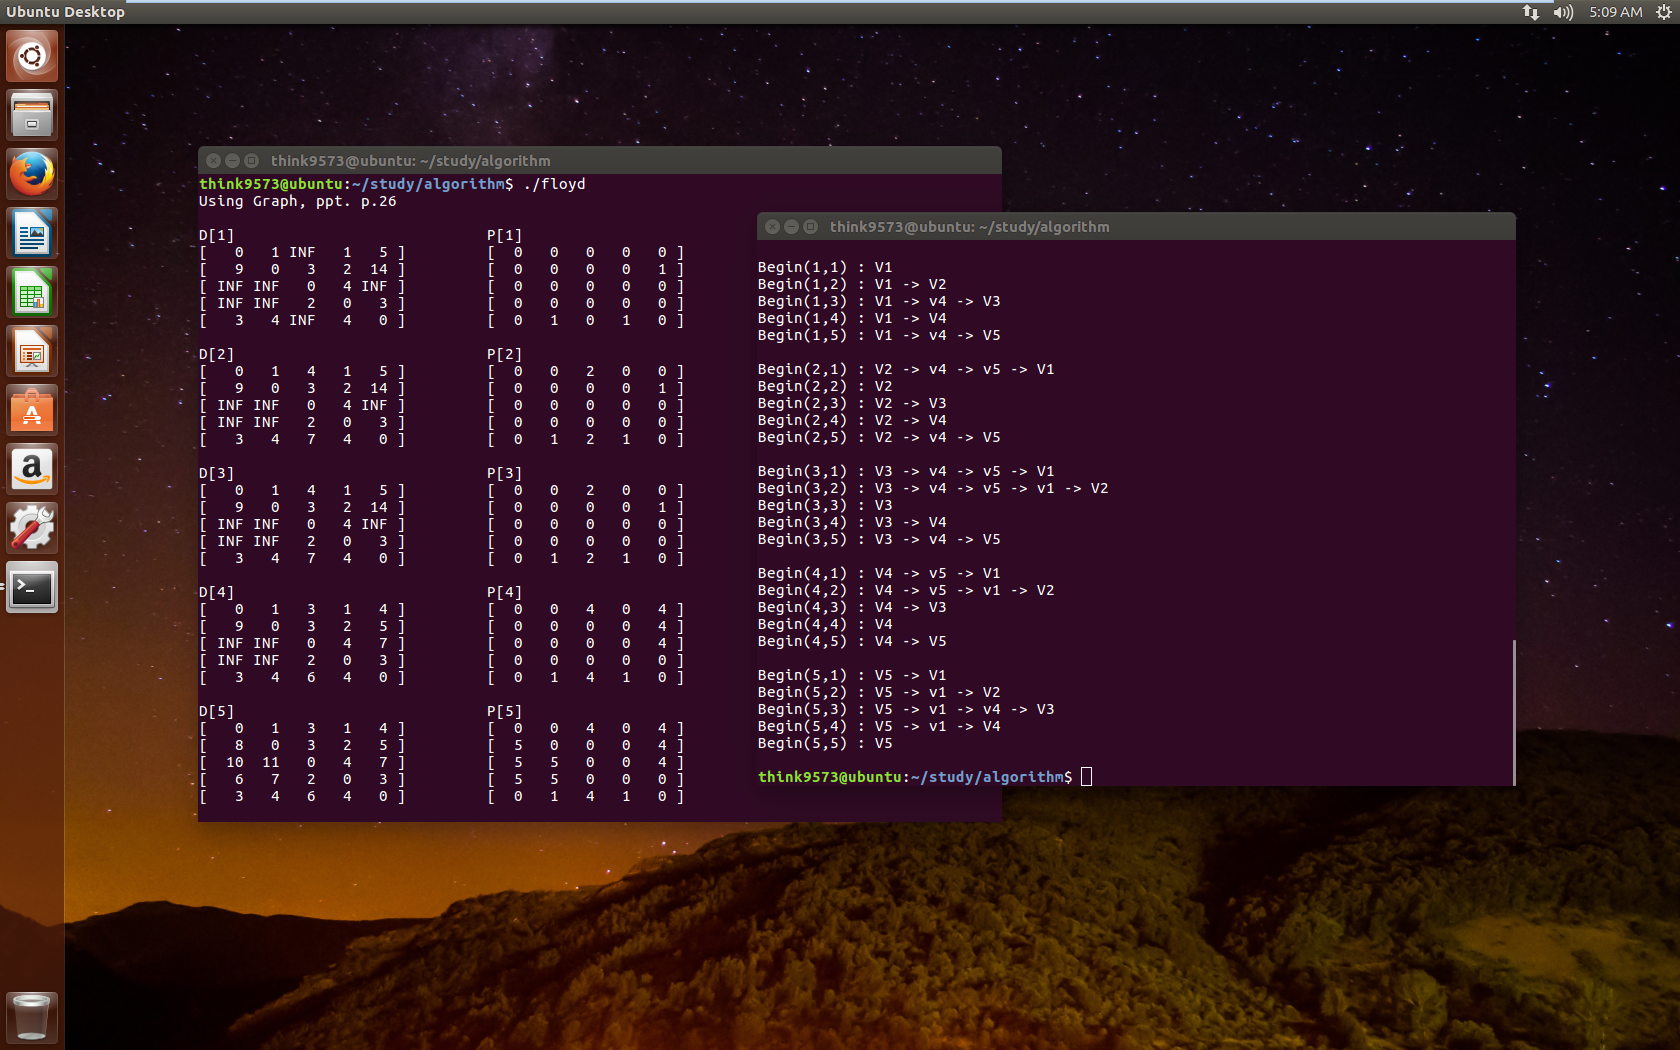 Ubuntu Desktop
5:09 AM
think9573@ubuntu: ~/study/algorithm
think9573@ubuntu:~/study/algorithm$ ./floyd
Using Graph, ppt. p.26
D[1] P[1]
[ 0 1 INF 1 5 ] [ 0 0 0 0 0 ]
[ 9 0 3 2 14 ] [ 0 0 0 0 1 ]
[ INF INF 0 4 INF ] [ 0 0 0 0 0 ]
[ INF INF 2 0 3 ] [ 0 0 0 0 0 ]
[ 3 4 INF 4 0 ] [ 0 1 0 1 0 ]
D[2] P[2]
[ 0 1 4 1 5 ] [ 0 0 2 0 0 ]
[ 9 0 3 2 14 ] [ 0 0 0 0 1 ]
[ INF INF 0 4 INF ] [ 0 0 0 0 0 ]
[ INF INF 2 0 3 ] [ 0 0 0 0 0 ]
[ 3 4 7 4 0 ] [ 0 1 2 1 0 ]
D[3] P[3]
[ 0 1 4 1 5 ] [ 0 0 2 0 0 ]
[ 9 0 3 2 14 ] [ 0 0 0 0 1 ]
[ INF INF 0 4 INF ] [ 0 0 0 0 0 ]
[ INF INF 2 0 3 ] [ 0 0 0 0 0 ]
[ 3 4 7 4 0 ] [ 0 1 2 1 0 ]
D[4] P[4]
[ 0 1 3 1 4 ] [ 0 0 4 0 4 ]
[ 9 0 3 2 5 ] [ 0 0 0 0 4 ]
[ INF INF 0 4 7 ] [ 0 0 0 0 4 ]
[ INF INF 2 0 3 ] [ 0 0 0 0 0 ]
[ 3 4 6 4 0 ] [ 0 1 4 1 0 ]
D[5] P[5]
[ 0 1 3 1 4 ] [ 0 0 4 0 4 ]
[ 8 0 3 2 5 ] [ 5 0 0 0 4 ]
[ 10 11 0 4 7 ] [ 5 5 0 0 4 ]
[ 6 7 2 0 3 ] [ 5 5 0 0 0 ]
[ 3 4 6 4 0 ] [ 0 1 4 1 0 ]
think9573@ubuntu: ~/study/algorithm
Begin(1,1) : V1
Begin(1,2) : V1 -> V2
Begin(1,3) : V1 -> v4 -> V3
Begin(1,4) : V1 -> V4
Begin(1,5) : V1 -> v4 -> V5
Begin(2,1) : V2 -> v4 -> v5 -> V1
Begin(2,2) : V2
Begin(2,3) : V2 -> V3
Begin(2,4) : V2 -> V4
Begin(2,5) : V2 -> v4 -> V5
Begin(3,1) : V3 -> v4 -> v5 -> V1
Begin(3,2) : V3 -> v4 -> v5 -> v1 -> V2
Begin(3,3) : V3
Begin(3,4) : V3 -> V4
Begin(3,5) : V3 -> v4 -> V5
Begin(4,1) : V4 -> v5 -> V1
Begin(4,2) : V4 -> v5 -> v1 -> V2
Begin(4,3) : V4 -> V3
Begin(4,4) : V4
Begin(4,5) : V4 -> V5
Begin(5,1) : V5 -> V1
Begin(5,2) : V5 -> v1 -> V2
Begin(5,3) : V5 -> v1 -> v4 -> V3
Begin(5,4) : V5 -> v1 -> V4
Begin(5,5) : V5
think9573@ubuntu:~/study/algorithm$